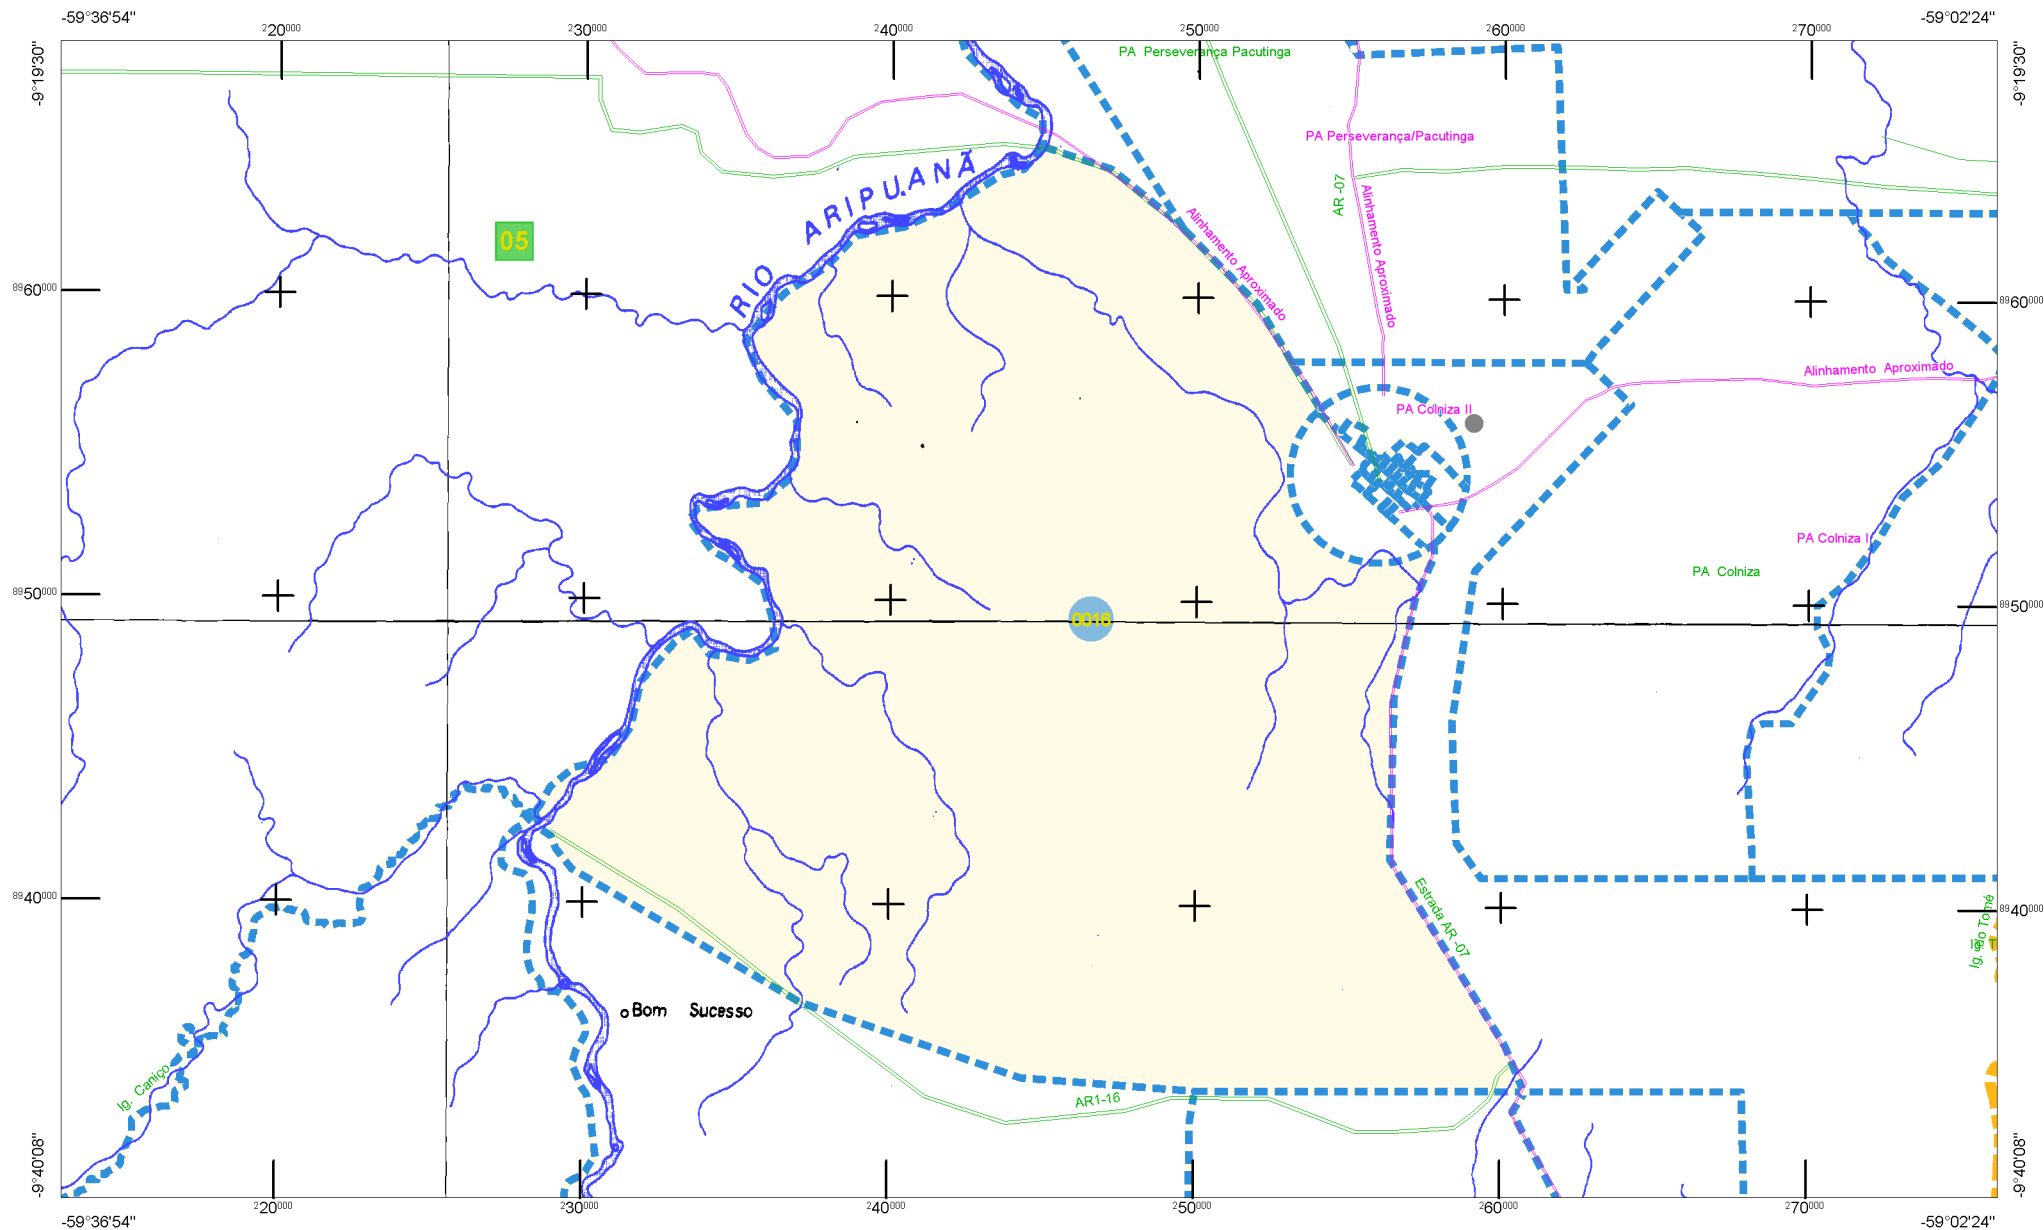 -59°36'54"
-59°02'24"
220000
230000
240000
250000
260000
270000
-9°19'30"
-9°19'30"
PA Perseverança Pacutinga
PA Perseverança/Pacutinga
RIO ARIPUANÃ
AR -07
Alinhamento Aproximado
Alinhamento Aproximado
05
8960000
8960000
Alinhamento Aproximado
PA Colniza II
PA Colniza I
PA Colniza
8950000
8950000
0016
Estrada AR -07
8940000
8940000
Ig. Tomé
Bom Sucesso
Ig. Caniço
AR1-16
-9°40'08"
-9°40'08"
220000
230000
240000
250000
260000
270000
-59°36'54"
-59°02'24"